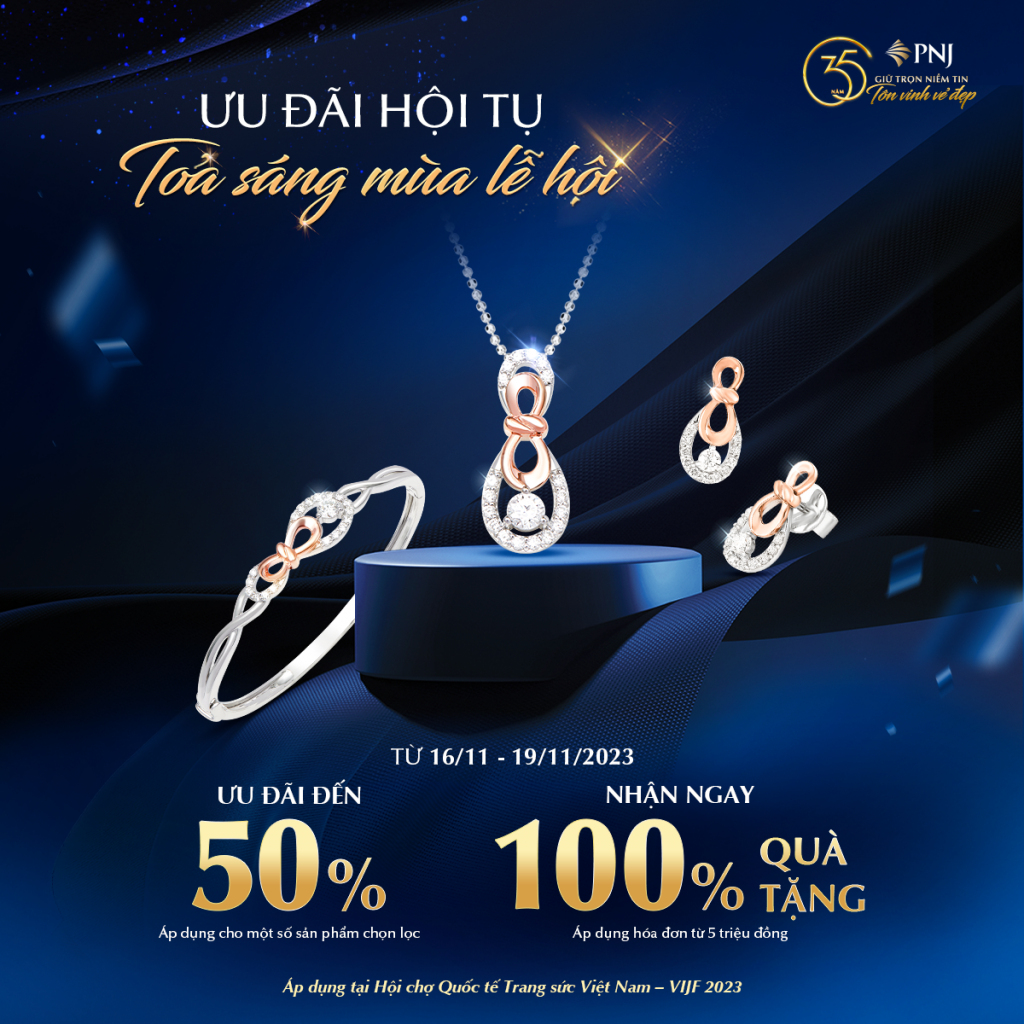 35
NĂM
PNJ
GIỮ TRỌN NIỀM TIN
Tôn vinh vẻ đẹp
ƯU ĐÃI HỘI TỤ
Toả sáng mùa lễ hội
TỪ 16/11 - 19/11/2023
ƯU ĐÃI ĐẾN
50%
Áp dụng cho một số sản phẩm chọn lọc
NHẬN NGAY
100% QUÀ TẶNG
Áp dụng hóa đơn từ 5 triệu đồng
Áp dụng tại Hội chợ Quốc tế Trang sức Việt Nam – VIJF 2023